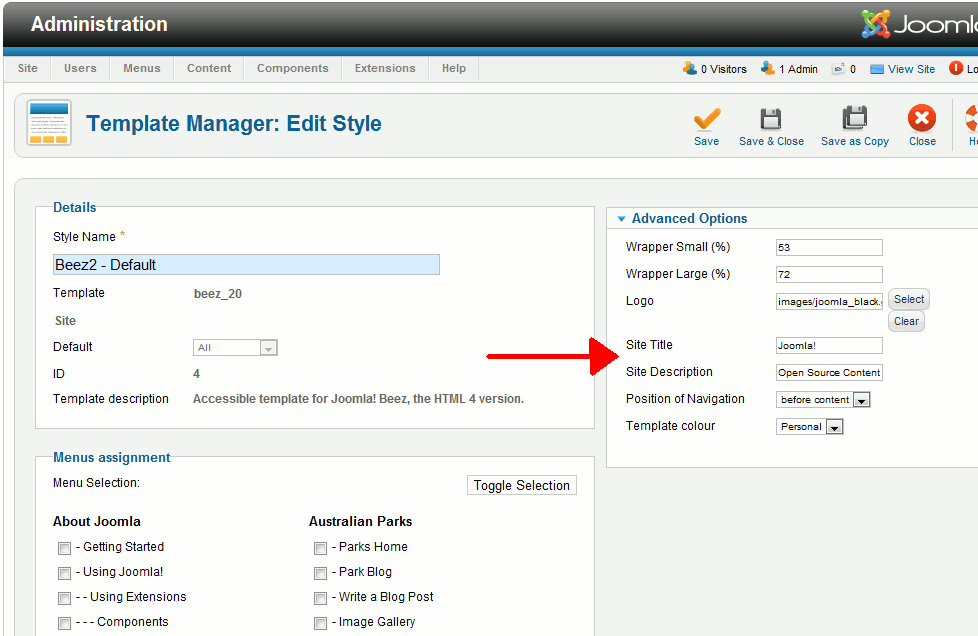 Administration
Joomla
Site Users Menus Content Components Extensions Help
0 Visitors 1 Admin 0 View Site Lo
Template Manager: Edit Style
Save Save & Close Save as Copy Close He
Details
Style Name *
Beez2 - Default
Template beez_20
Site
Default All
ID 4
Template description Accessible template for Joomla! Beez, the HTML 4 version.
Advanced Options
Wrapper Small (%) 53
Wrapper Large (%) 72
Logo images/joomla_black. Select
Clear
Site Title Joomla!
Site Description Open Source Content
Position of Navigation before content
Template colour Personal
Menus assignment
Menu Selection: Toggle Selection
About Joomla
- Getting Started
- Using Joomla!
- - Using Extensions
- - - Components
Australian Parks
- Parks Home
- Park Blog
- Write a Blog Post
- Image Gallery